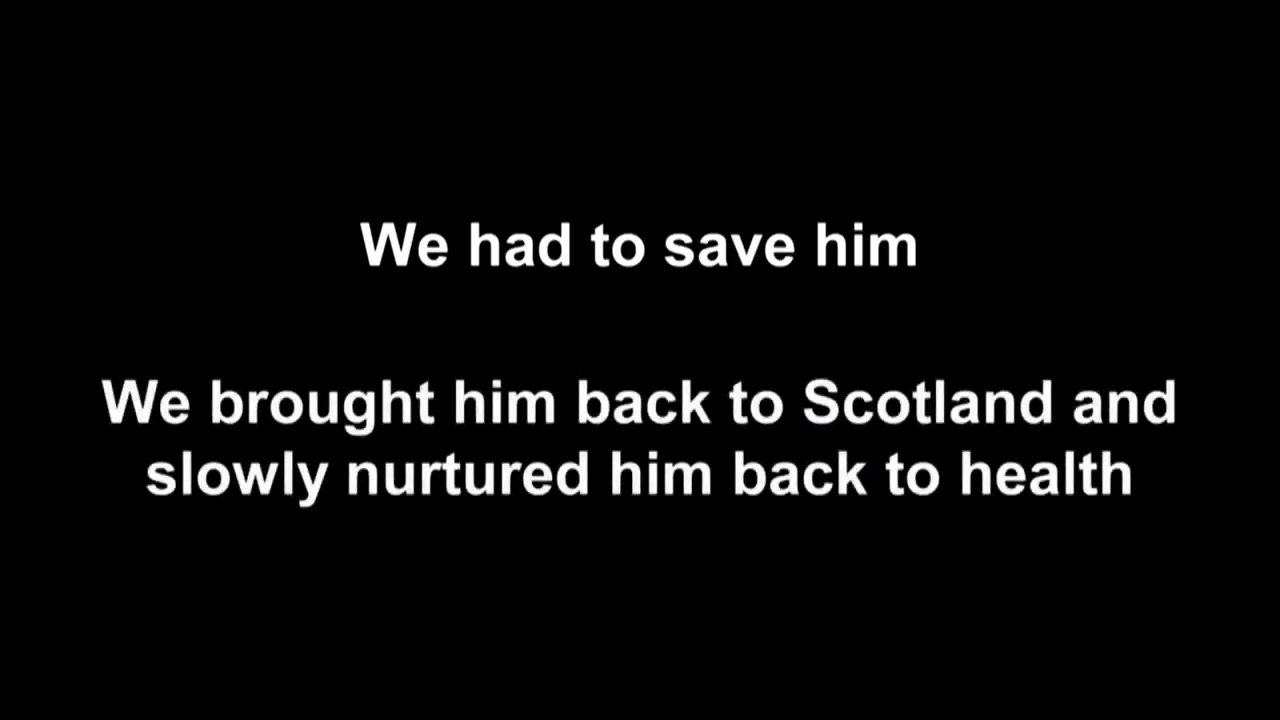 We had to save him
We brought him back to Scotland and
slowly nurtured him back to health